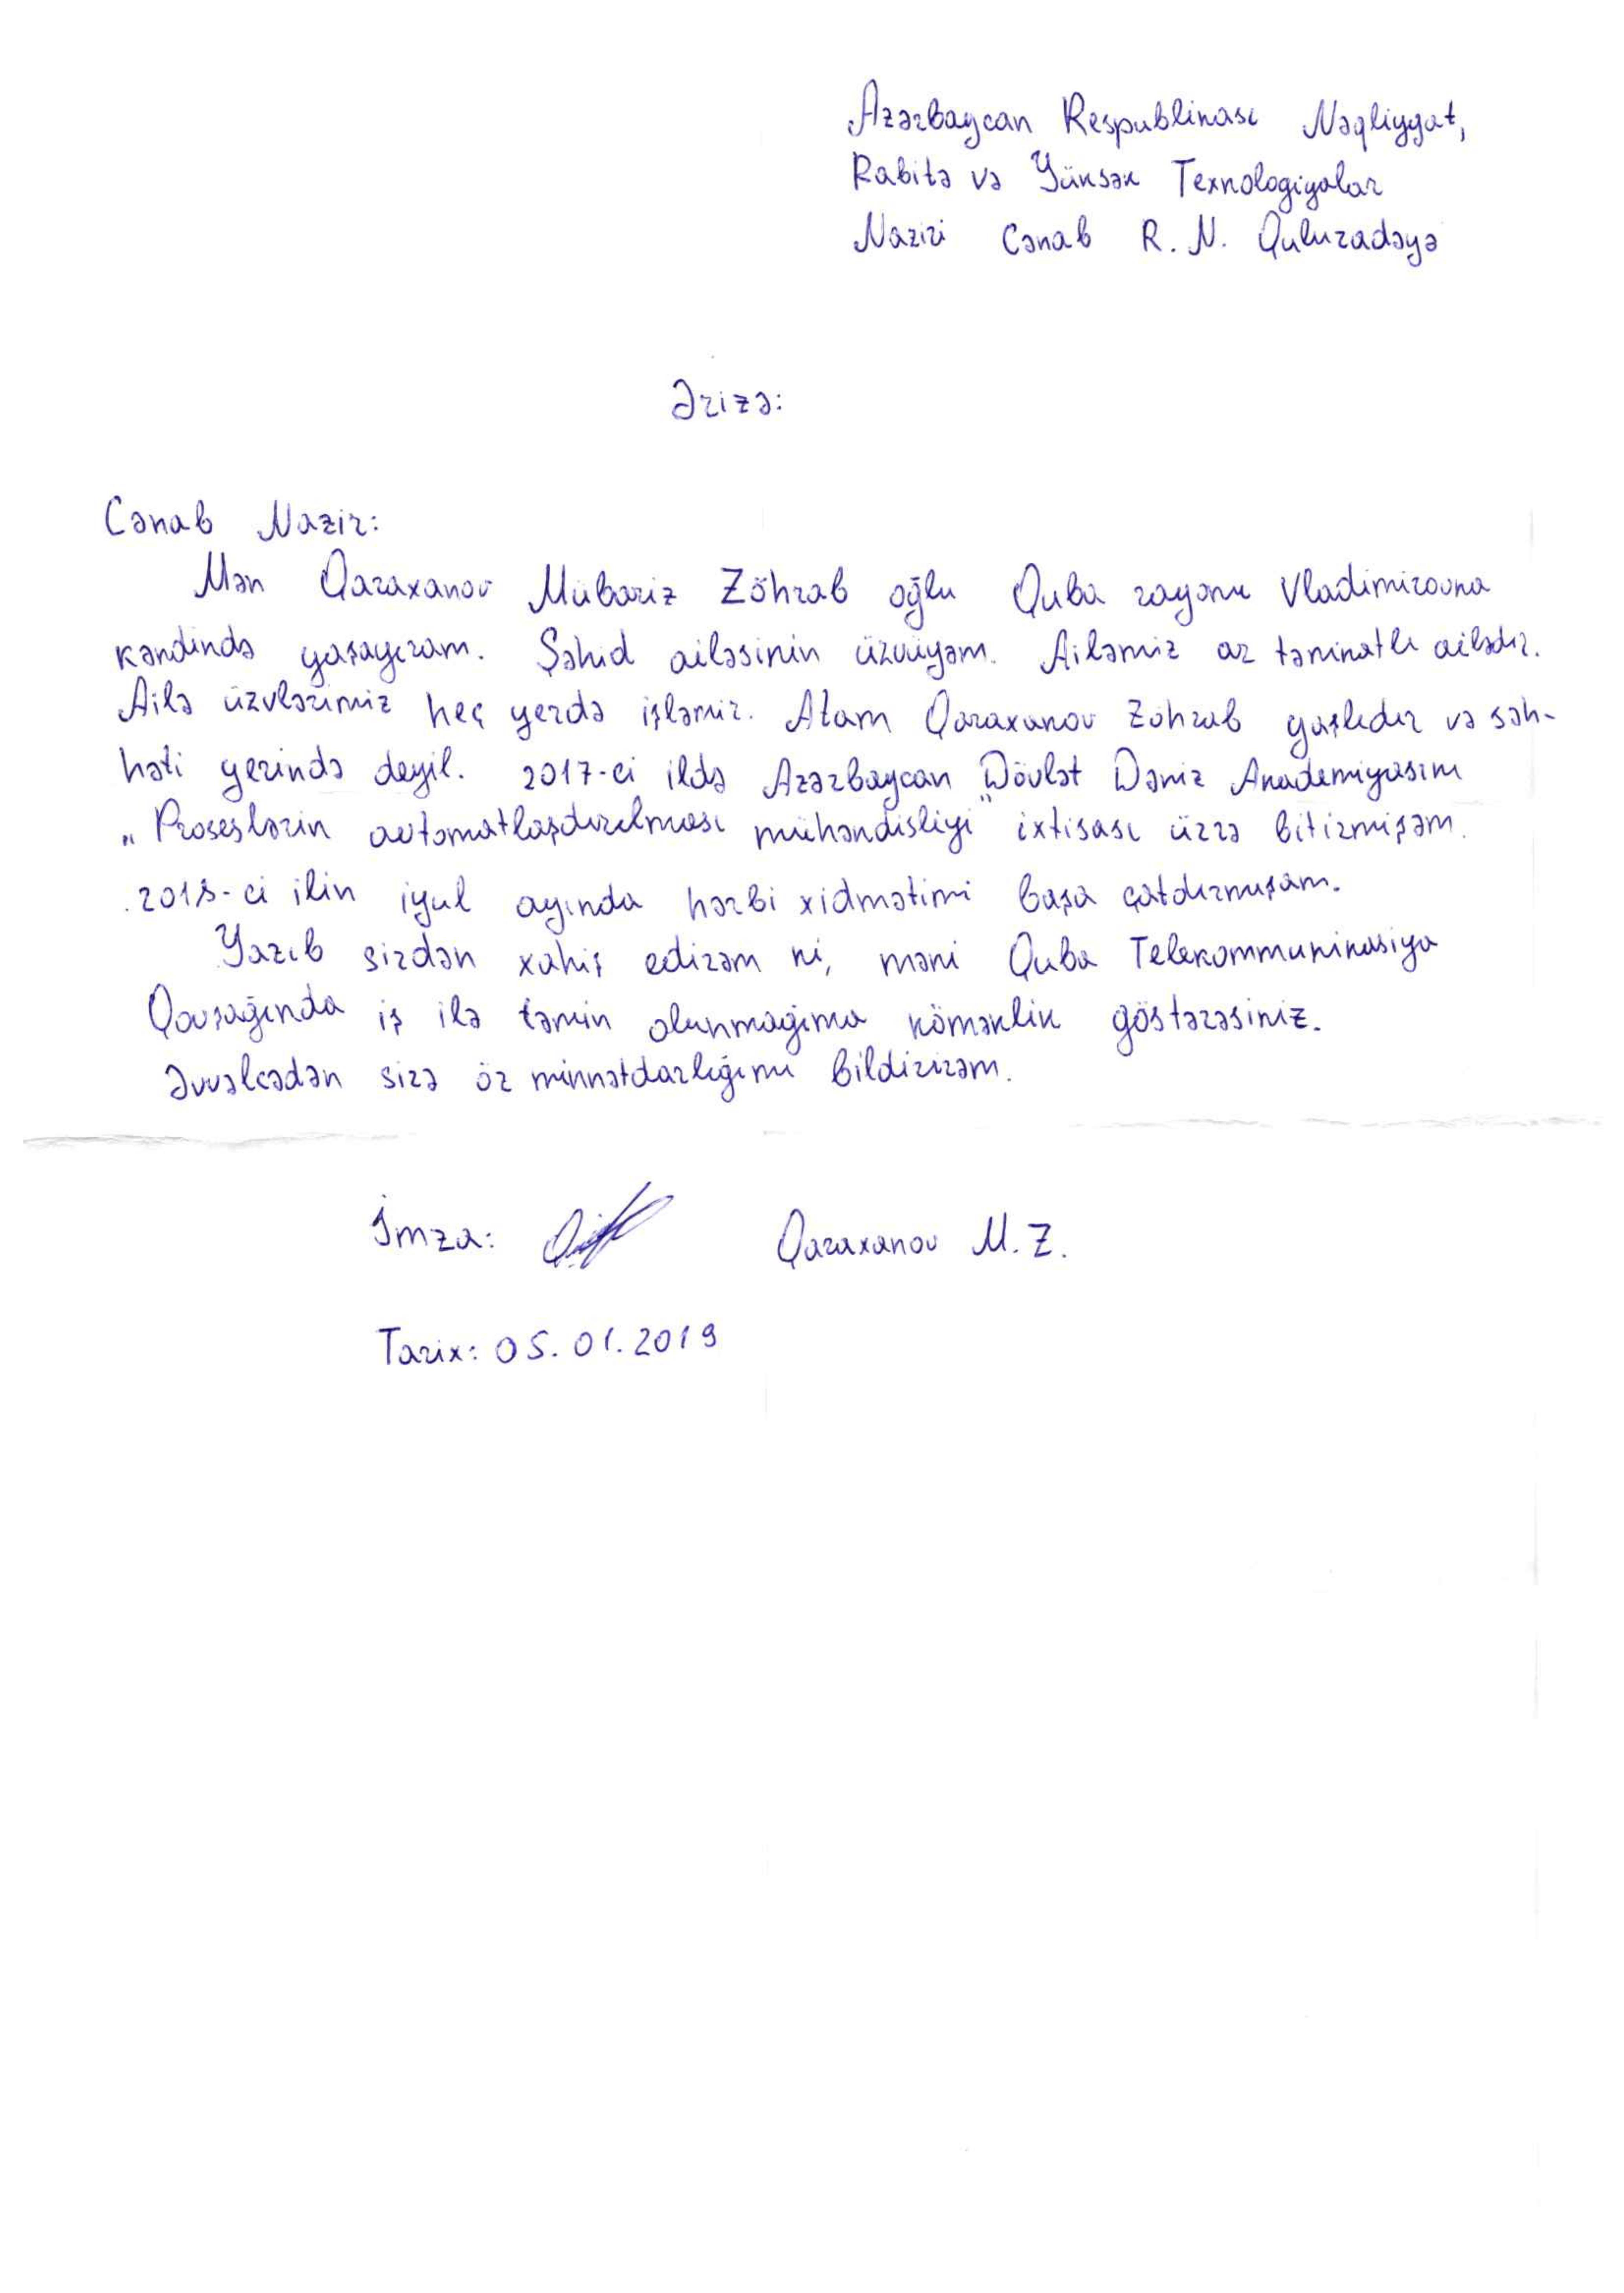 Azərbaycan Respublikası Nəqliyyat,
Rabitə və Yüksək Texnologiyalar
Naziri Cənab R. N. Quluzadəyə
Ərizə:
Cənab Nazir:
Mən Qaraxanov Mübariz Zöhrab oğlu Quba rayonu Vladimirovna
kəndində yaşayıram. Şəhid ailəsinin üzvüyəm. Ailəmiz az təminatlı ailədir.
Ailə üzvlərimiz heç yerdə işləmir. Atam Qaraxanov Zöhrab yaşlıdır və səh-
həti yerində deyil. 2017-ci ildə Azərbaycan Dövlət Dəniz Akademiyasını
„Proseslərin avtomatlaşdırılması mühəndisliyi" ixtisası üzrə bitirmişəm.
2018-ci ilin iyul ayında hərbi xidmətimi başa çatdırmışam.
Yazıb sizdən xahiş edirəm ki, məni Quba Telekommunikasiya
Qovşağında iş ilə təmin olunmağıma köməklik göstərəsiniz.
Əvvəlcədən sizə öz minnətdarlığımı bildirirəm.
İmza: Qaraxanov M. Z.
Tarix: 05.01.2019